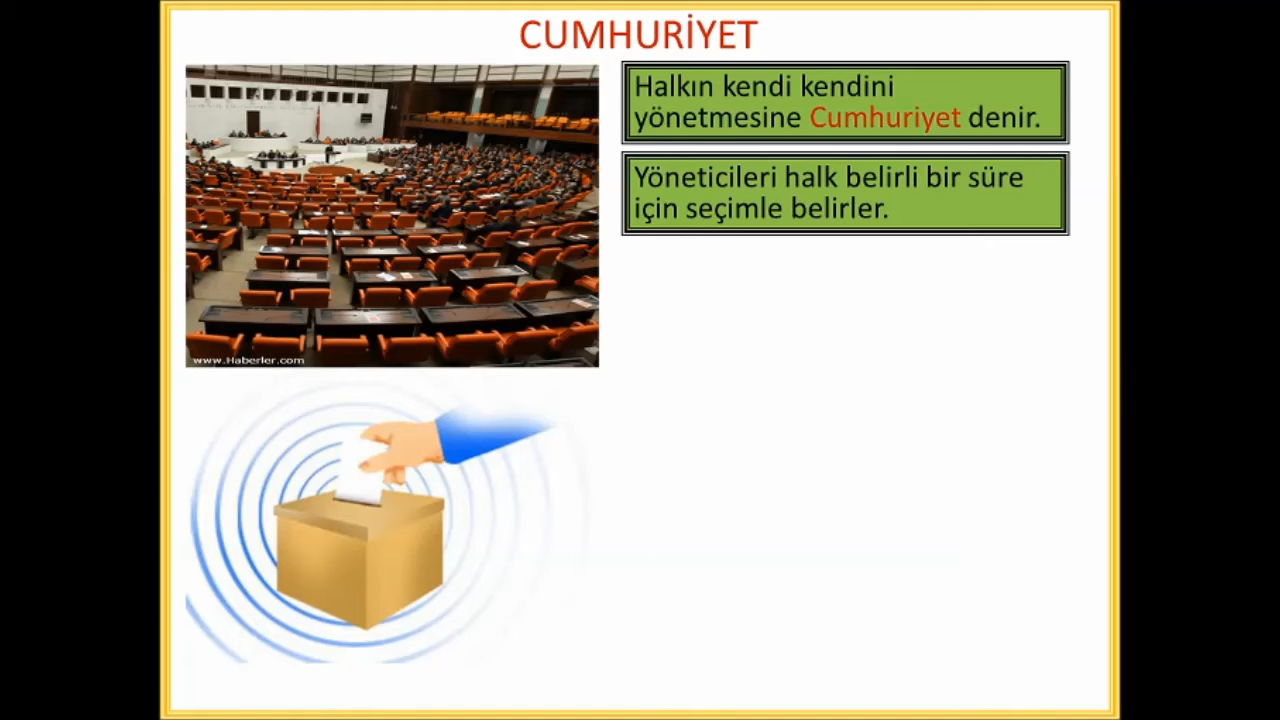 CUMHURİYET
Halkın kendi kendini
yönetmesine Cumhuriyet denir.
Yöneticileri halk belirli bir süre
için seçimle belirler.
www.Haberler.com